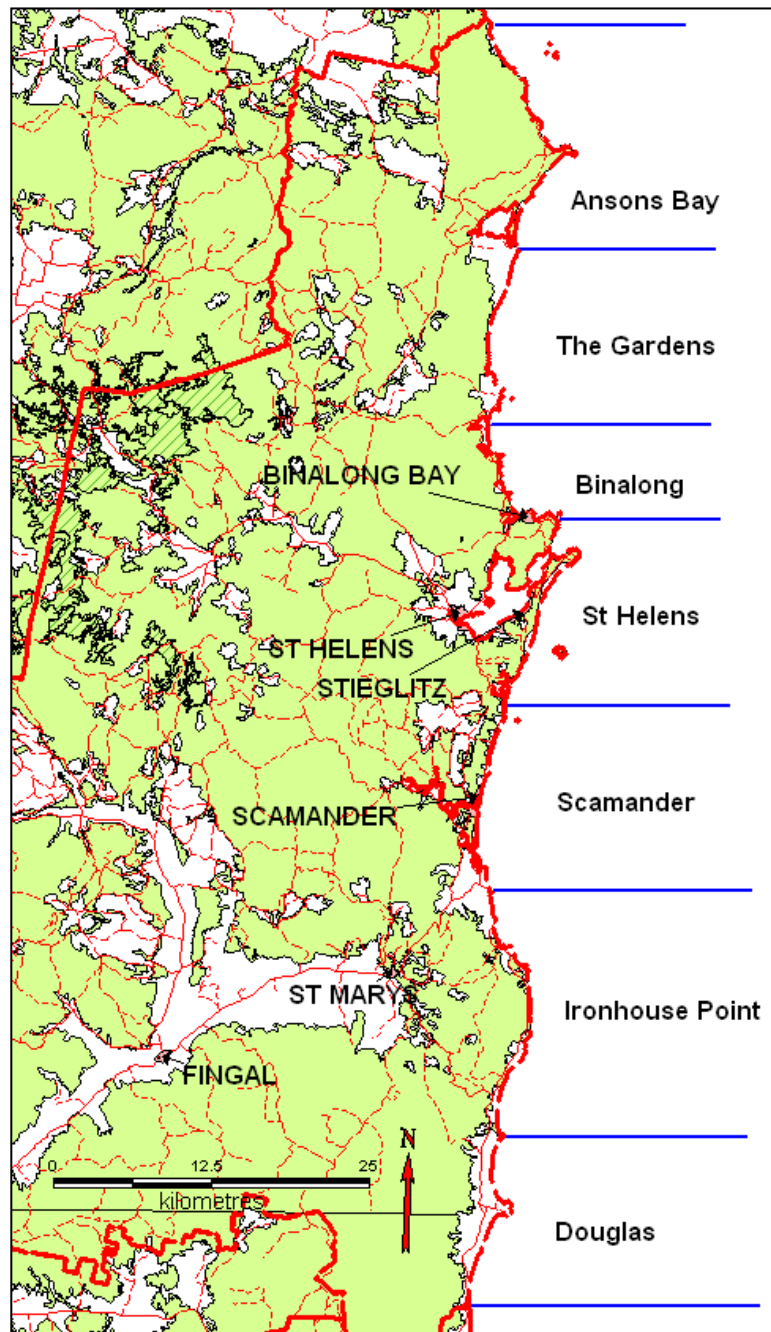 Ansons Bay
The Gardens
BINALONG BAY
Binalong
St Helens
ST HELENS
STIEGLITZ
SCAMANDER
Scamander
ST MARYS
Ironhouse Point
FINGAL
N
0 12.5 25
kilometres
Douglas